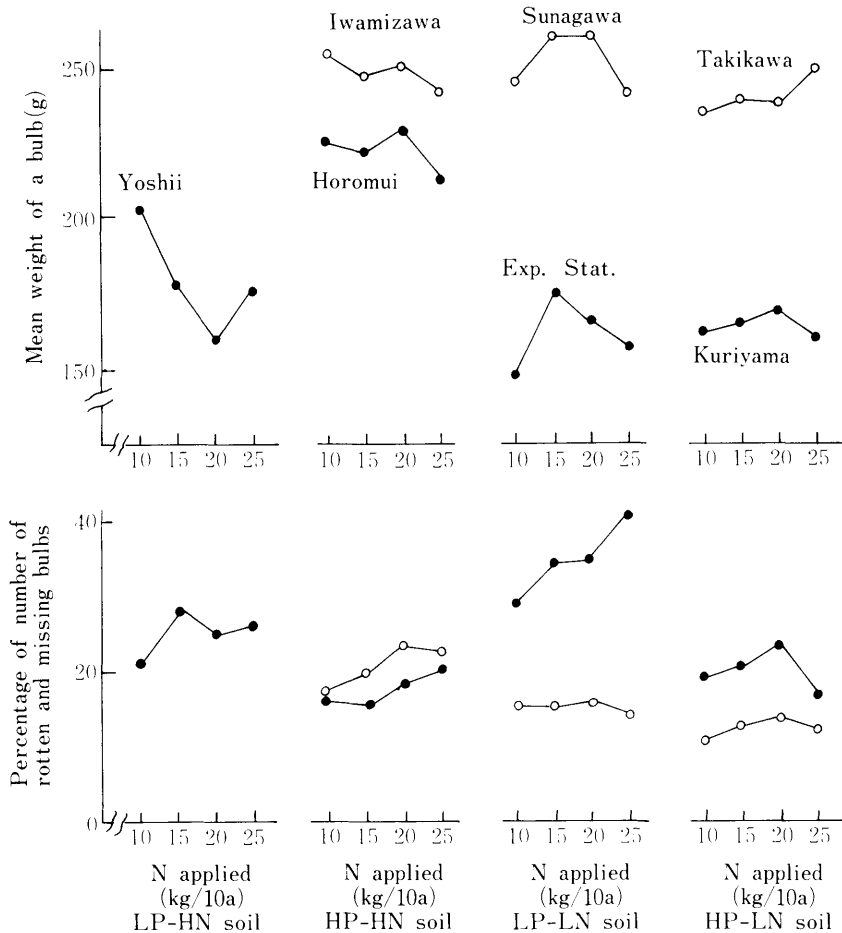 Mean weight of a bulb(g)
250
200
150
Yoshii
Iwamizawa
Horomui
Sunagawa
Exp. Stat.
Takikawa
Kuriyama
10 15 20 25
10 15 20 25
10 15 20 25
10 15 20 25
Percentage of number of
rotten and missing bulbs
40
20
0
10 15 20 25
10 15 20 25
10 15 20 25
10 15 20 25
N applied
(kg/10a)
LP-HN soil
N applied
(kg/10a)
HP-HN soil
N applied
(kg/10a)
LP-LN soil
N applied
(kg/10a)
HP-LN soil